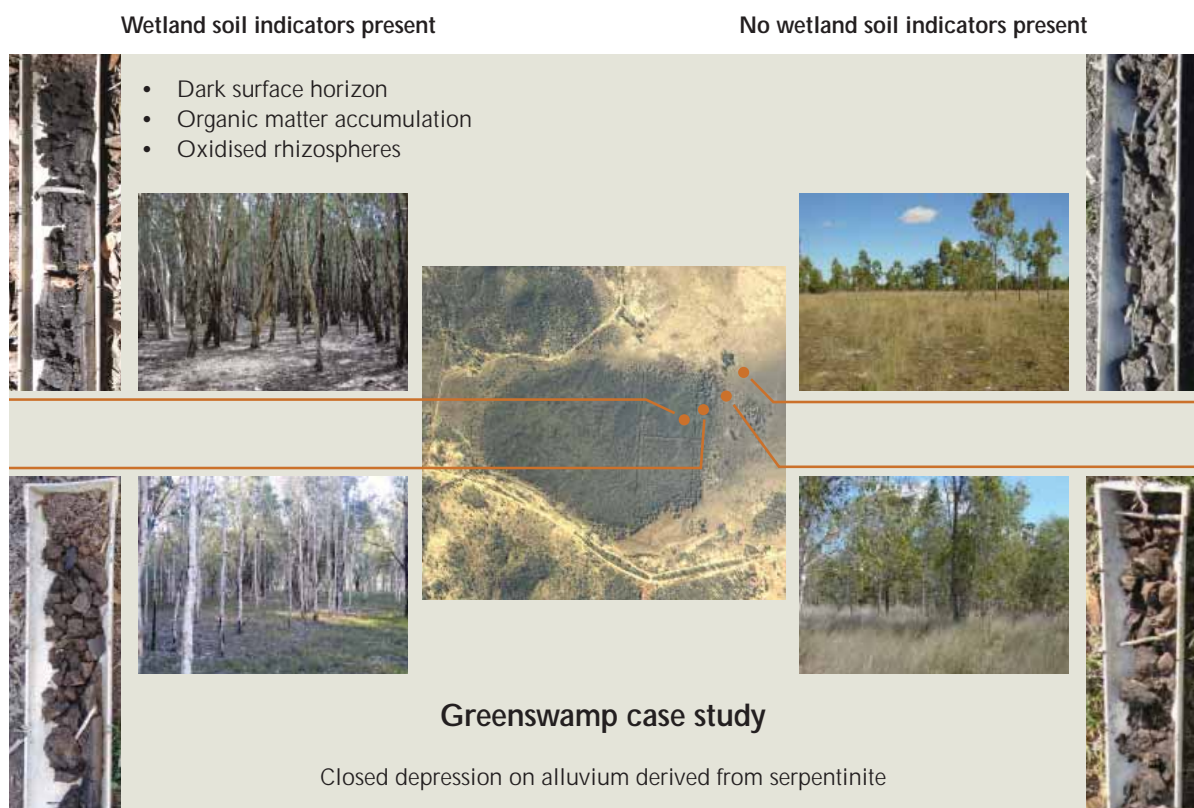 Wetland soil indicators present
No wetland soil indicators present
• Dark surface horizon
• Organic matter accumulation
• Oxidised rhizospheres
Greenswamp case study
Closed depression on alluvium derived from serpentinite